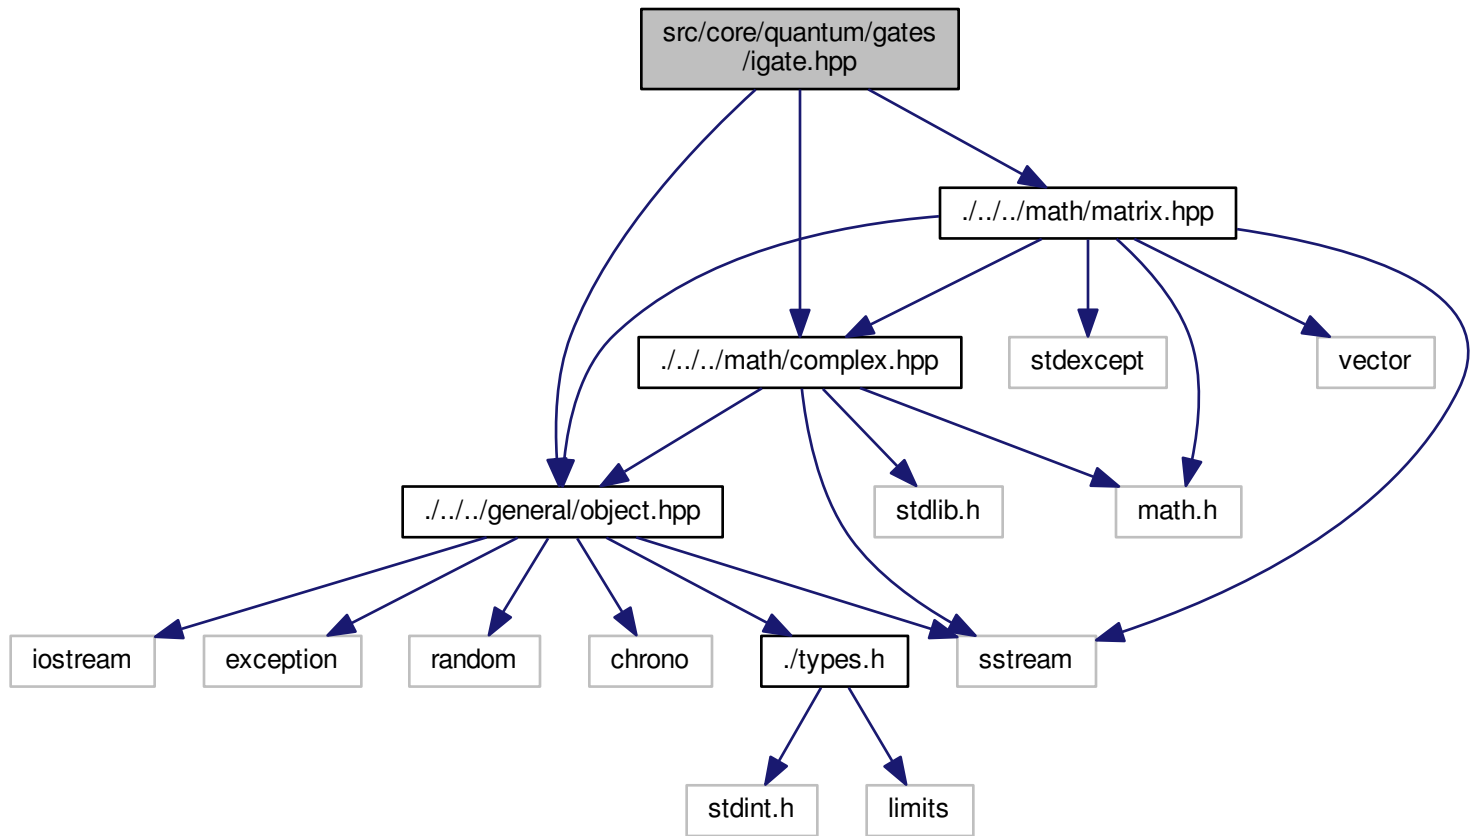 src/core/quantum/gates
/igate.hpp
./../../math/matrix.hpp
./../../math/complex.hpp
stdexcept
vector
./../../general/object.hpp
stdlib.h
math.h
iostream
exception
random
chrono
./types.h
sstream
stdint.h
limits